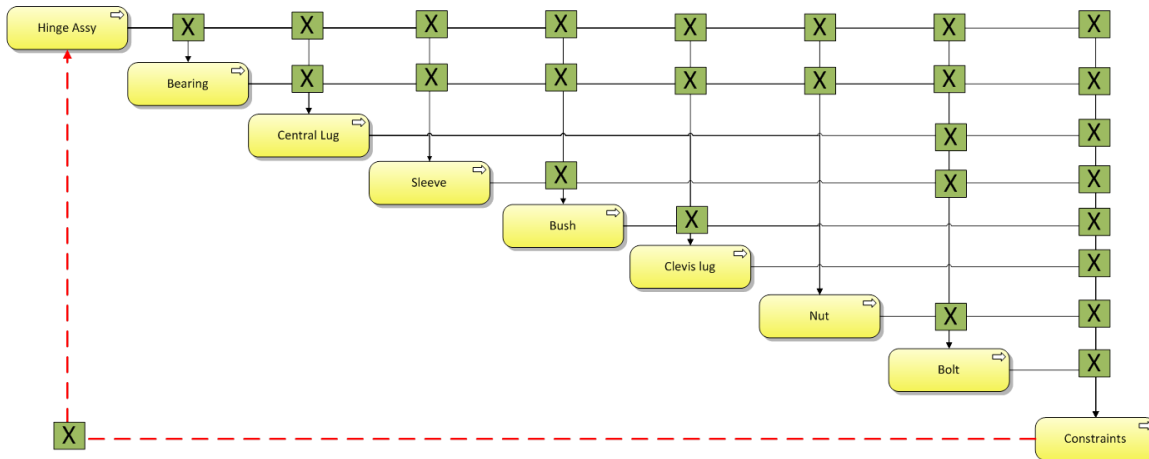 Hinge Assy X X X X X X X X
Bearing X X X X X X X
Central Lug X X
Sleeve X X X
Bush X X
Clevis lug X
Nut X X
Bolt X
X Constraints